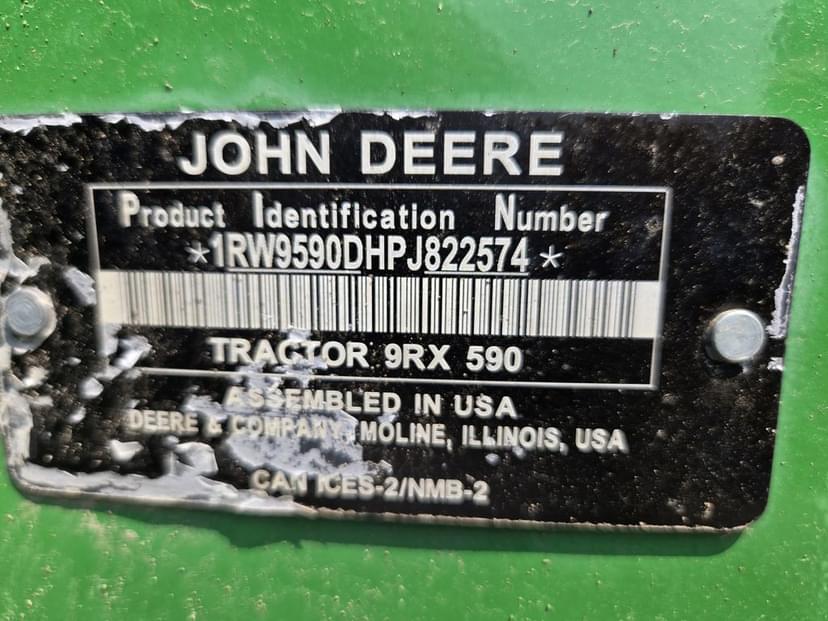 JOHN DEERE
Product Identification Number
*1RW9590DHPJ822574*
TRACTOR 9RX 590
ASSEMBLED IN USA
DEERE & COMPANY, MOLINE, ILLINOIS, USA
CAN ICES-2/NMB-2